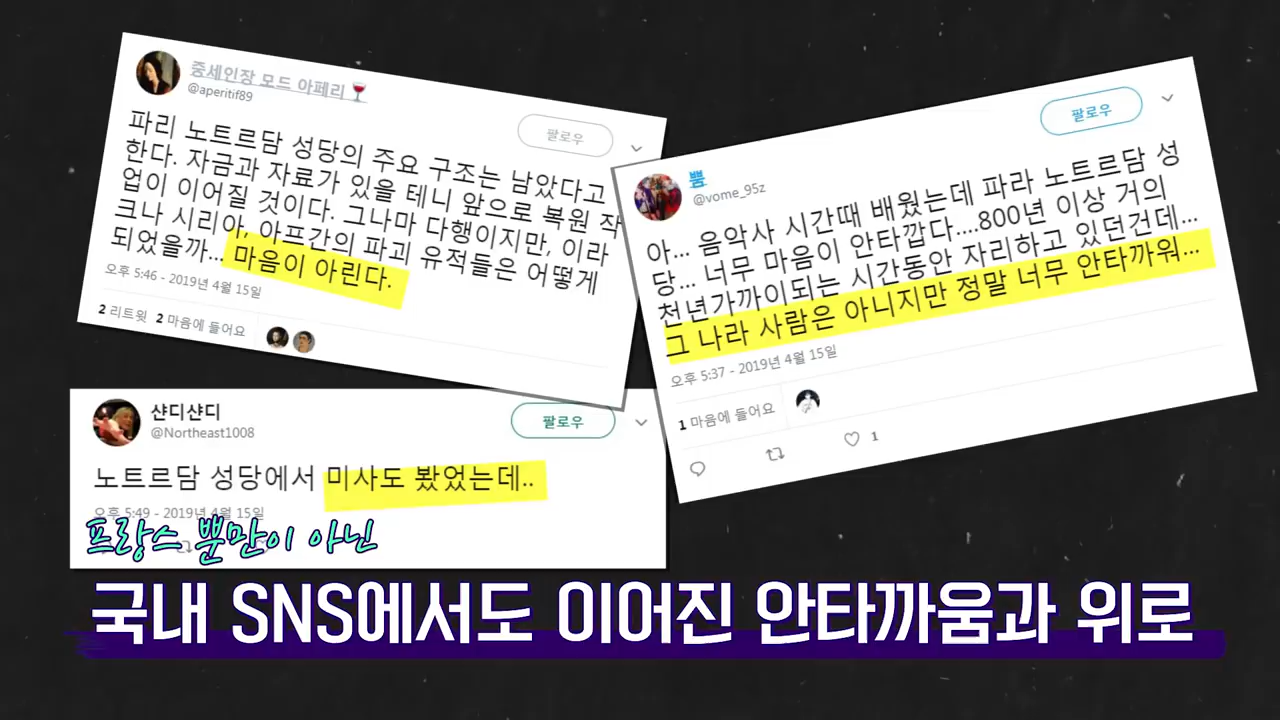 중세인장 모드 아페리🍷
@aperitif89
팔로우
파리 노트르담 성당의 주요 구조는 남았다고
한다. 자금과 자료가 있을 테니 앞으로 복원 작
업이 이어질 것이다. 그나마 다행이지만, 이라
크나 시리아, 아프간의 파괴 유적들은 어떻게
되었을까... 마음이 아린다.
오후 5:46 - 2019년 4월 15일
2 리트윗 2 마음에 들어요
뿜
@vome_95z
팔로우
아... 음악사 시간때 배웠는데 파라 노트르담 성
당... 너무 마음이 안타깝다....800년 이상 거의
천년가까이되는 시간동안 자리하고 있던건데...
그 나라 사람은 아니지만 정말 너무 안타까워...
오후 5:37 - 2019년 4월 15일
1 마음에 들어요
1
샨디샨디
@Northeast1008
팔로우
노트르담 성당에서 미사도 봤었는데..
오후 5:49 - 2019년 4월 15일
프랑스 뿐만이 아닌
국내 SNS에서도 이어진 안타까움과 위로